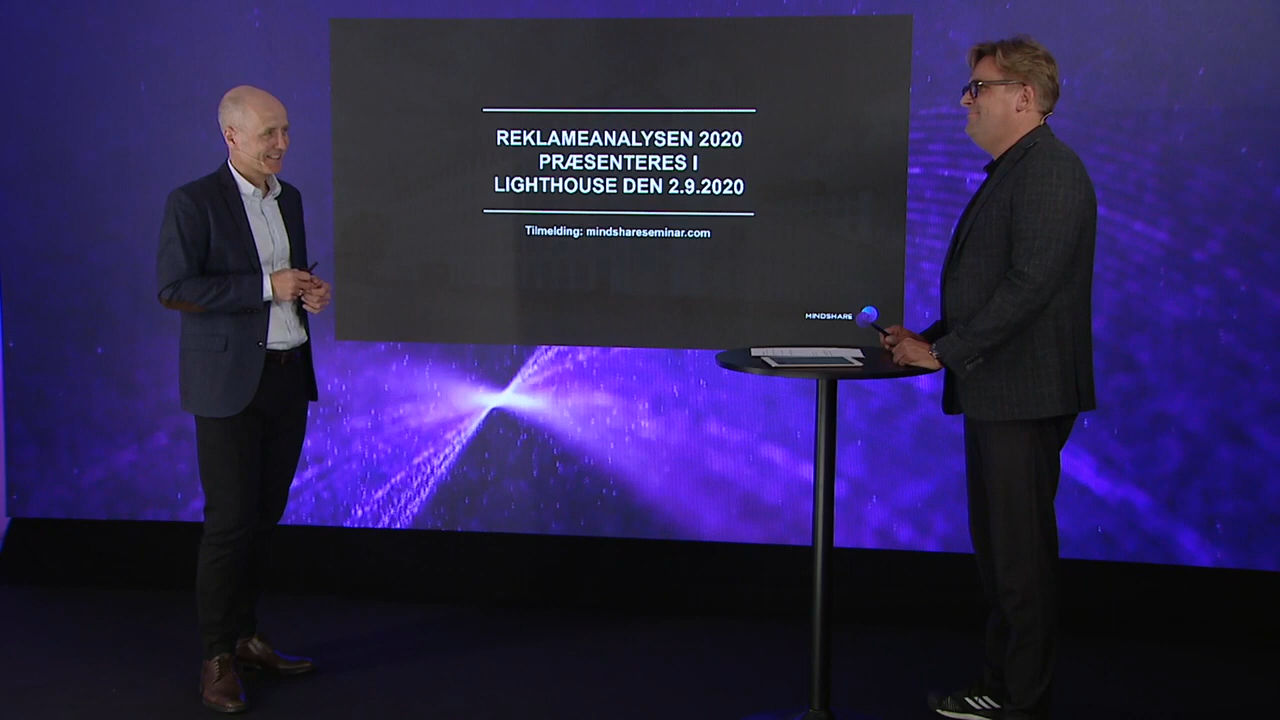 REKLAMEANALYSEN 2020
PRÆSENTERES I
LIGHTHOUSE DEN 2.9.2020
Tilmelding: mindshareseminar.com
MINDSHARE